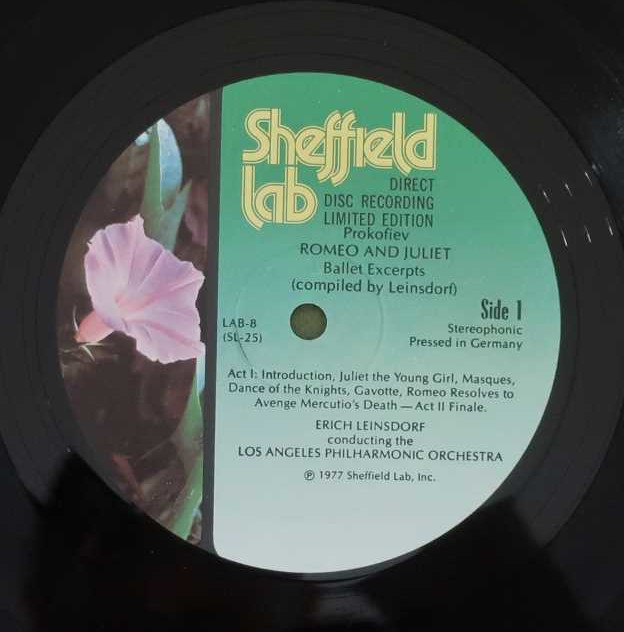 Sheffield
Lab
DIRECT
DISC RECORDING
LIMITED EDITION
Prokofiev
ROMEO AND JULIET
Ballet Excerpts
(compiled by Leinsdorf)
Side 1
LAB-8
(SL-25)
Stereophonic
Pressed in Germany
Act I: Introduction, Juliet the Young Girl, Masques,
Dance of the Knights, Gavotte, Romeo Resolves to
Avenge Mercutio's Death — Act II Finale.
ERICH LEINSDORF
conducting the
LOS ANGELES PHILHARMONIC ORCHESTRA
℗ 1977 Sheffield Lab, Inc.